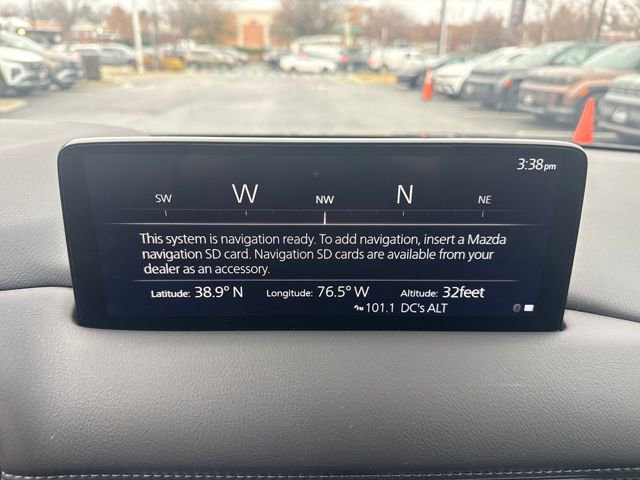 3:38pm
SW W NW N NE
This system is navigation ready. To add navigation, insert a Mazda
navigation SD card. Navigation SD cards are available from your
dealer as an accessory.
Latitude: 38.9° N Longitude: 76.5° W Altitude: 32feet
FM 101.1 DC's ALT